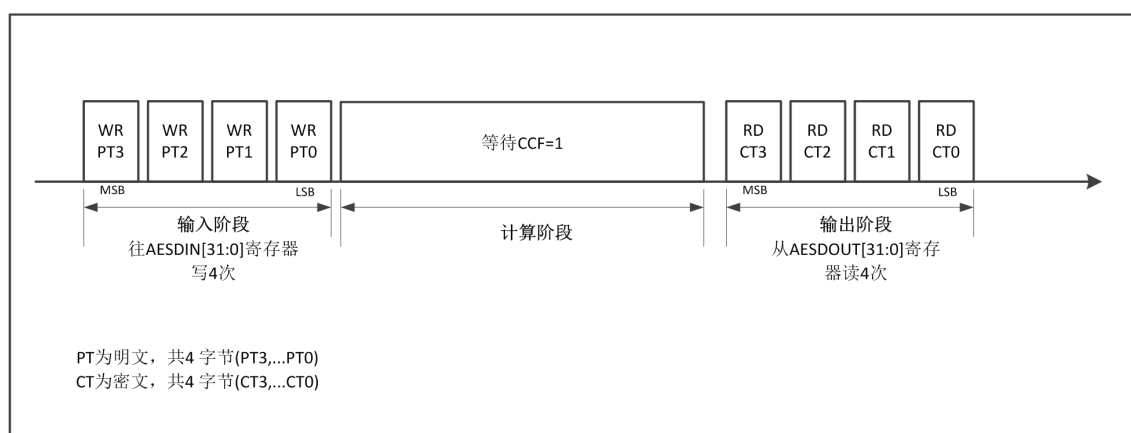 WR
PT3
WR
PT2
WR
PT1
WR
PT0
等待CCF=1
RD
CT3
RD
CT2
RD
CT1
RD
CT0
MSB
LSB
MSB
LSB
输入阶段
往AESDIN[31:0]寄存器
写4次
计算阶段
输出阶段
从AESDOUT[31:0]寄存
器读4次
PT为明文，共4 字节(PT3,...PT0)
CT为密文，共4 字节(CT3,...CT0)